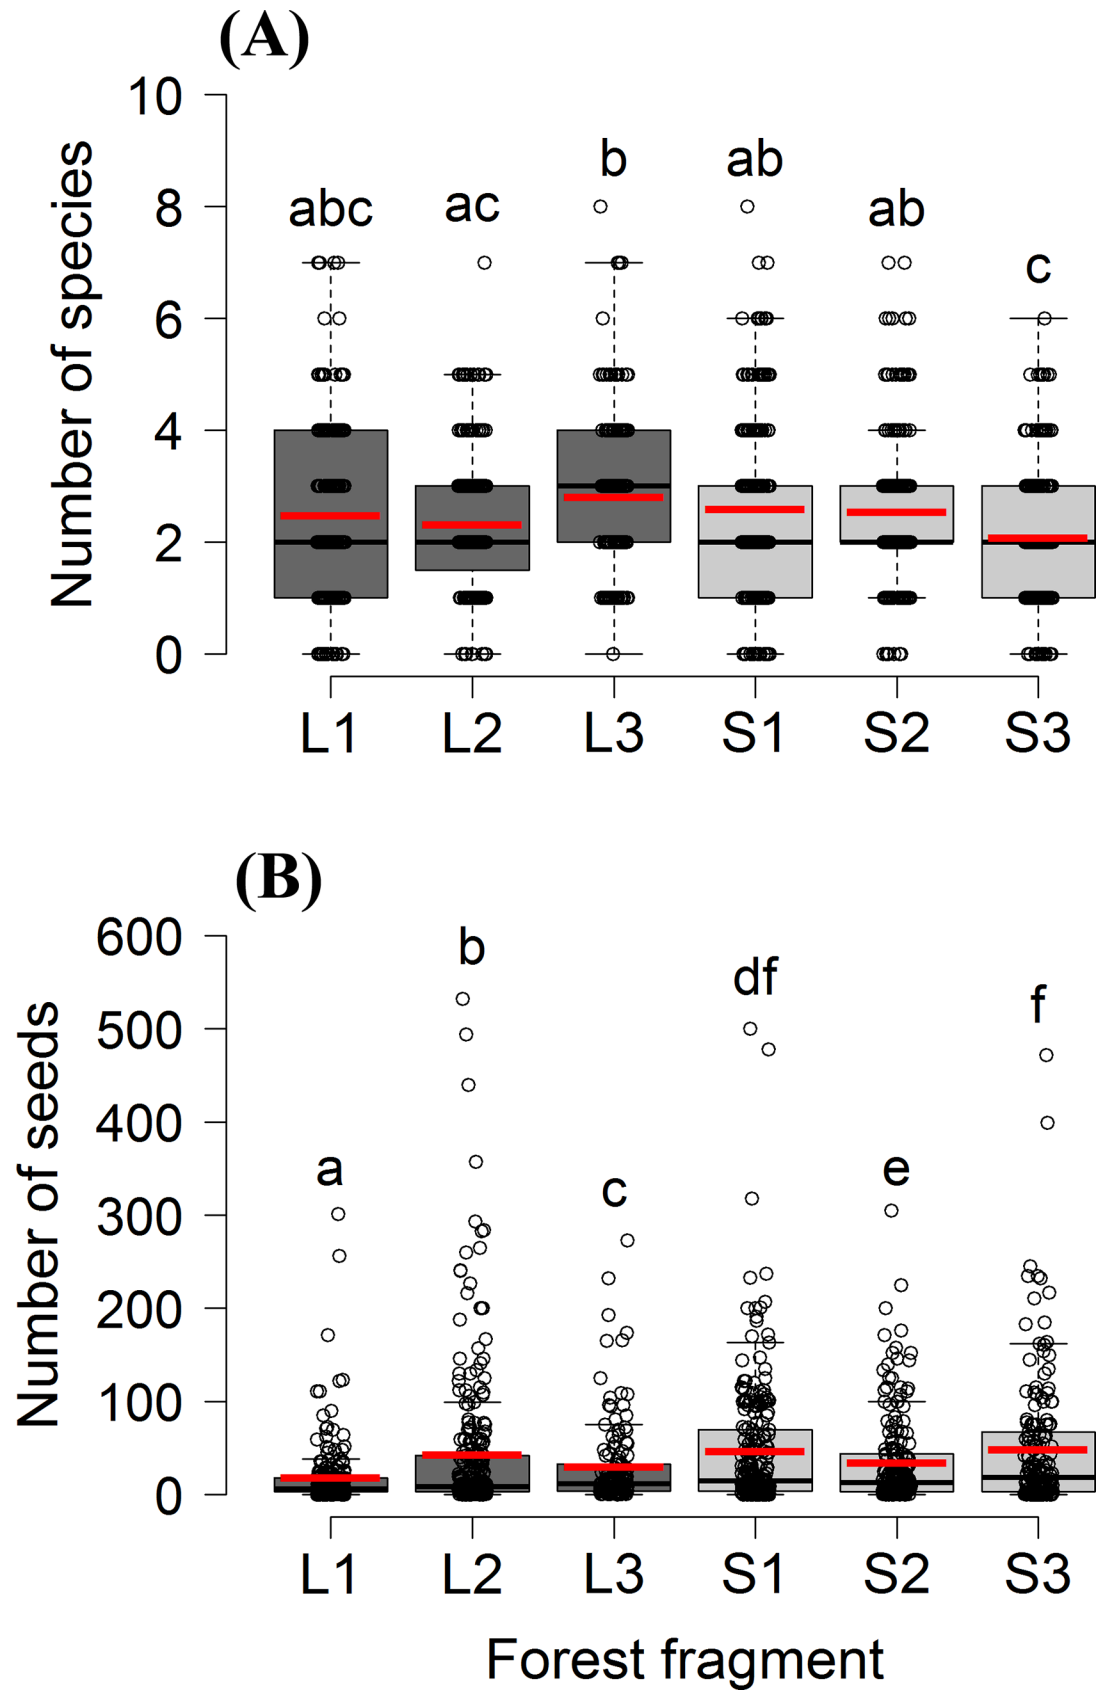 (A)
Number of species
10
8
6
4
2
0
abc ac b ab ab c
L1 L2 L3 S1 S2 S3
(B)
Number of seeds
600
500
400
300
200
100
0
a b c df e f
L1 L2 L3 S1 S2 S3
Forest fragment